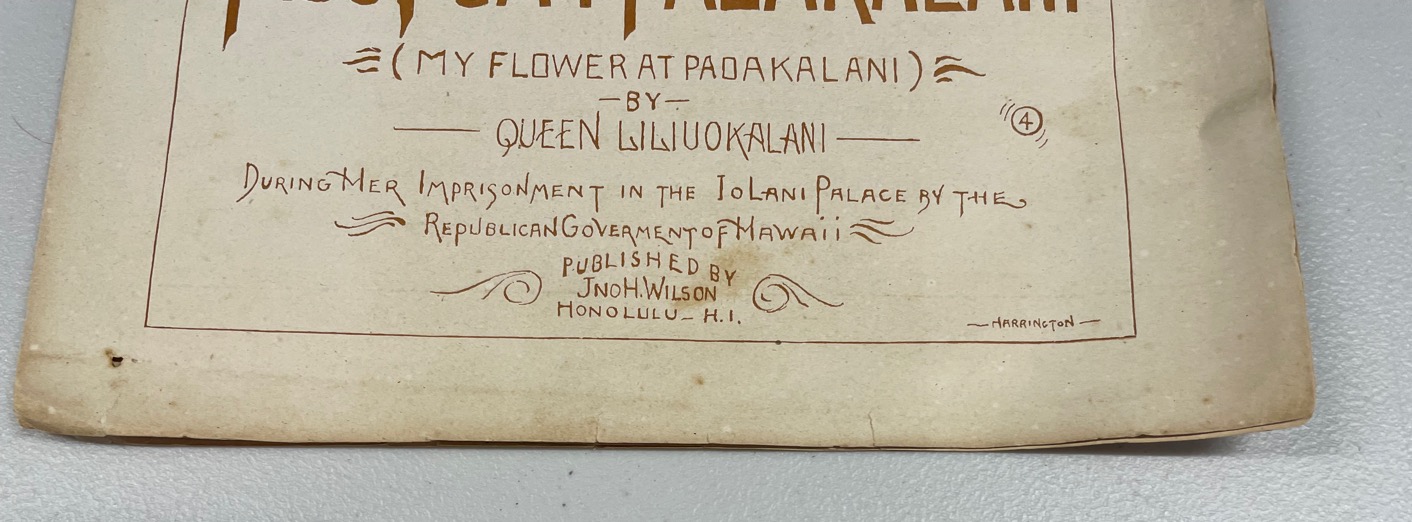 (MY FLOWER AT PAOAKALANI)
—BY—
QUEEN LILIUOKALANI
4
DURING HER IMPRISONMENT IN THE IOLANI PALACE BY THE
REPUBLICAN GOVERMENT OF HAWAII
PUBLISHED BY
JNO H. WILSON
HONOLULU – H.I.
—HARRINGTON—